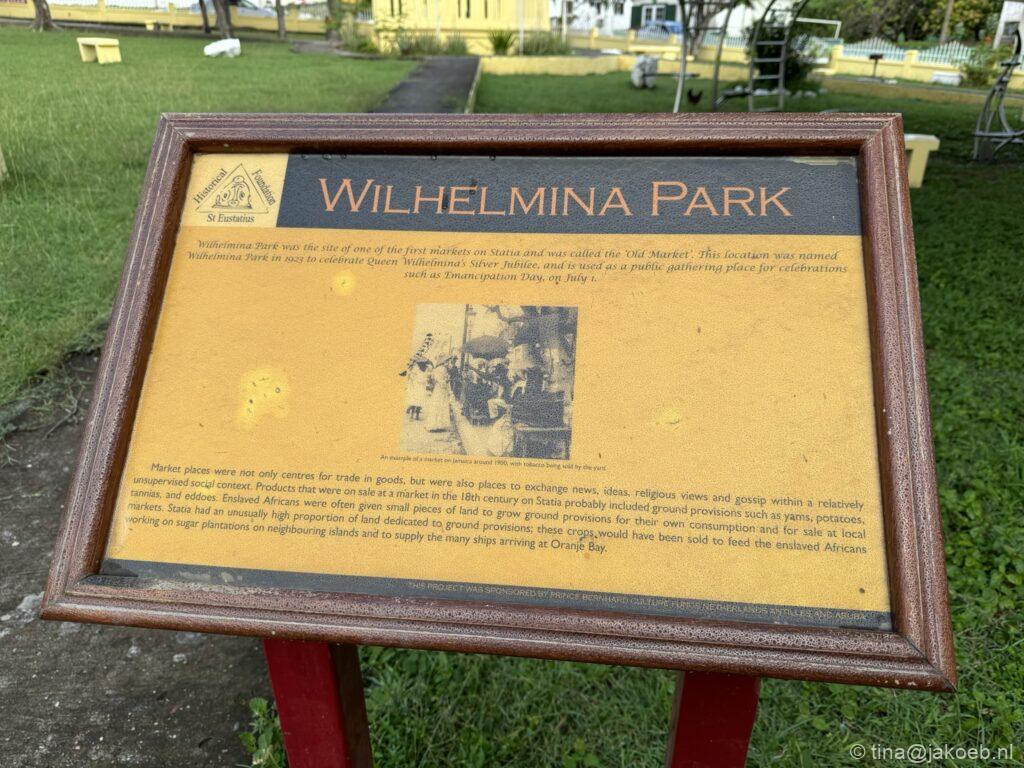 Historical Foundation
St Eustatius
WILHELMINA PARK
Wilhelmina Park was the site of one of the first markets on Statia and was called the 'Old Market'. This location was named
Wilhelmina Park in 1923 to celebrate Queen Wilhelmina's Silver Jubilee, and is used as a public gathering place for celebrations
such as Emancipation Day, on July 1.
An example of a market on Jamaica around 1900, with tobacco being sold by the yard
Market places were not only centres for trade in goods, but were also places to exchange news, ideas, religious views and gossip within a relatively
unsupervised social context. Products that were on sale at a market in the 18th century on Statia probably included ground provisions such as yams, potatoes,
tannias, and eddoes. Enslaved Africans were often given small pieces of land to grow ground provisions for their own consumption and for sale at local
markets. Statia had an unusually high proportion of land dedicated to ground provisions; these crops would have been sold to feed the enslaved Africans
working on sugar plantations on neighbouring islands and to supply the many ships arriving at Oranje Bay.
THIS PROJECT WAS SPONSORED BY PRINCE BERNHARD CULTURE FUNDS NETHERLANDS ANTILLES AND ARUBA
© tina@jakoeb.nl